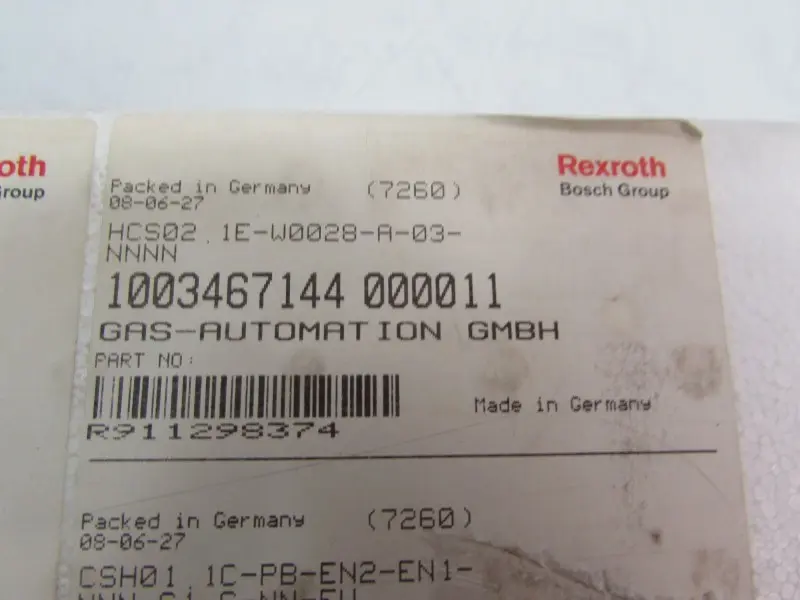 oth
Group
Rexroth
Bosch Group
Packed in Germany (7260)
08-06-27
HCS02.1E-W0028-A-03-
NNNN
1003467144 000011
GAS-AUTOMATION GMBH
PART NO:
Made in Germany
R911298374
Packed in Germany (7260)
08-06-27
CSH01.1C-PB-EN2-EN1-